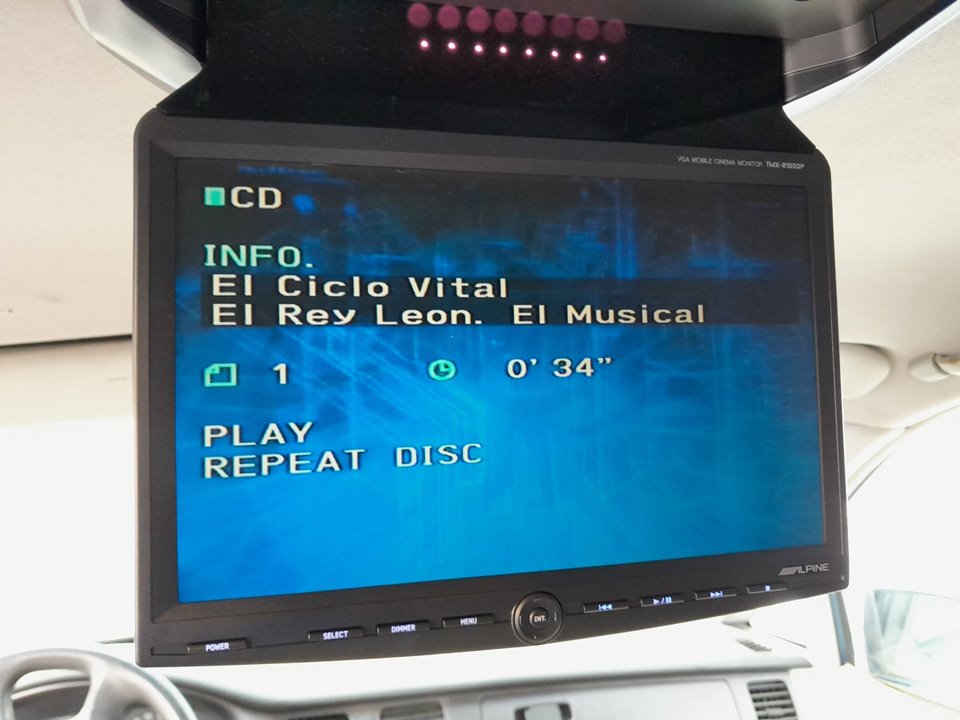 VGA MOBILE CINEMA MONITOR TMX-R1000P
CD
INFO.
El Ciclo Vital
El Rey Leon. El Musical
1 0' 34”
PLAY
REPEAT DISC
ALPINE
POWER SELECT DIMMER MENU ENT.